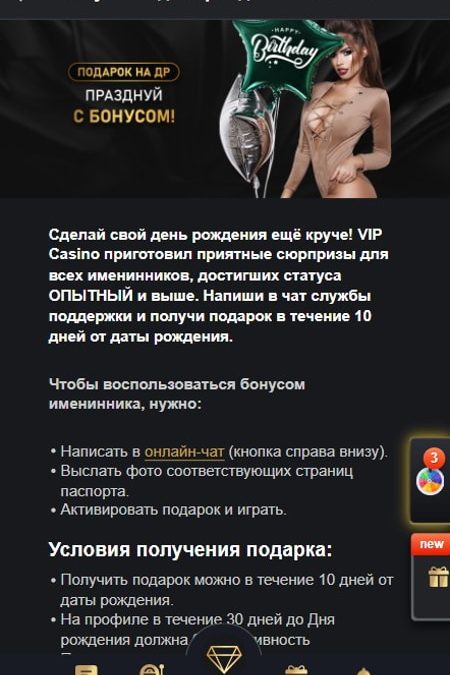 HAPPY
Birthday
ПОДАРОК НА ДР
ПРАЗДНУЙ
С БОНУСОМ!
Сделай свой день рождения ещё круче! VIP
Casino приготовил приятные сюрпризы для
всех именинников, достигших статуса
ОПЫТНЫЙ и выше. Напиши в чат службы
поддержки и получи подарок в течение 10
дней от даты рождения.
Чтобы воспользоваться бонусом
именинника, нужно:
• Написать в онлайн-чат (кнопка справа внизу).
• Выслать фото соответствующих страниц
паспорта.
• Активировать подарок и играть.
3
new
Условия получения подарка:
• Получить подарок можно в течение 10 дней от
даты рождения.
• На профиле в течение 30 дней до Дня
рождения должна